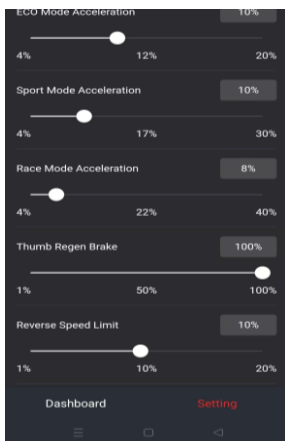 ECO Mode Acceleration 10%
4% 12% 20%
Sport Mode Acceleration 10%
4% 17% 30%
Race Mode Acceleration 8%
4% 22% 40%
Thumb Regen Brake 100%
1% 50% 100%
Reverse Speed Limit 10%
1% 10% 20%
Dashboard Setting